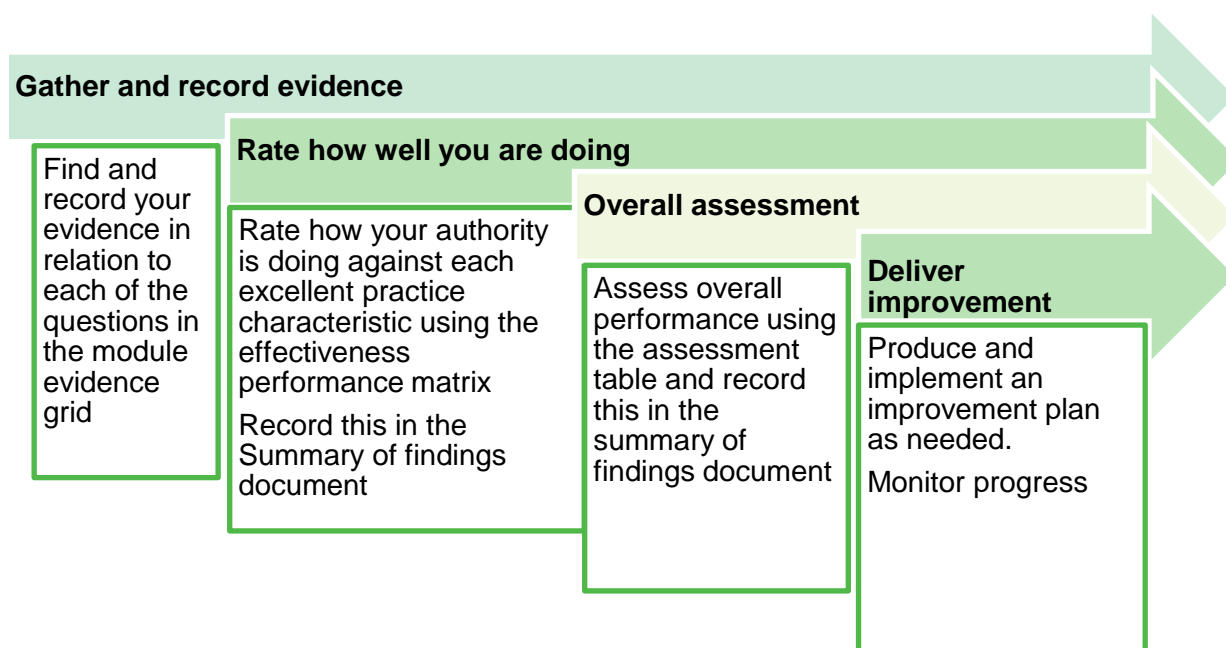 Gather and record evidence
Find and
record your
evidence in
relation to
each of the
questions in
the module
evidence
grid
Rate how well you are doing
Rate how your authority
is doing against each
excellent practice
characteristic using the
effectiveness
performance matrix
Record this in the
Summary of findings
document
Overall assessment
Assess overall
performance using
the assessment
table and record
this in the
summary of
findings document
Deliver
improvement
Produce and
implement an
improvement plan
as needed.
Monitor progress